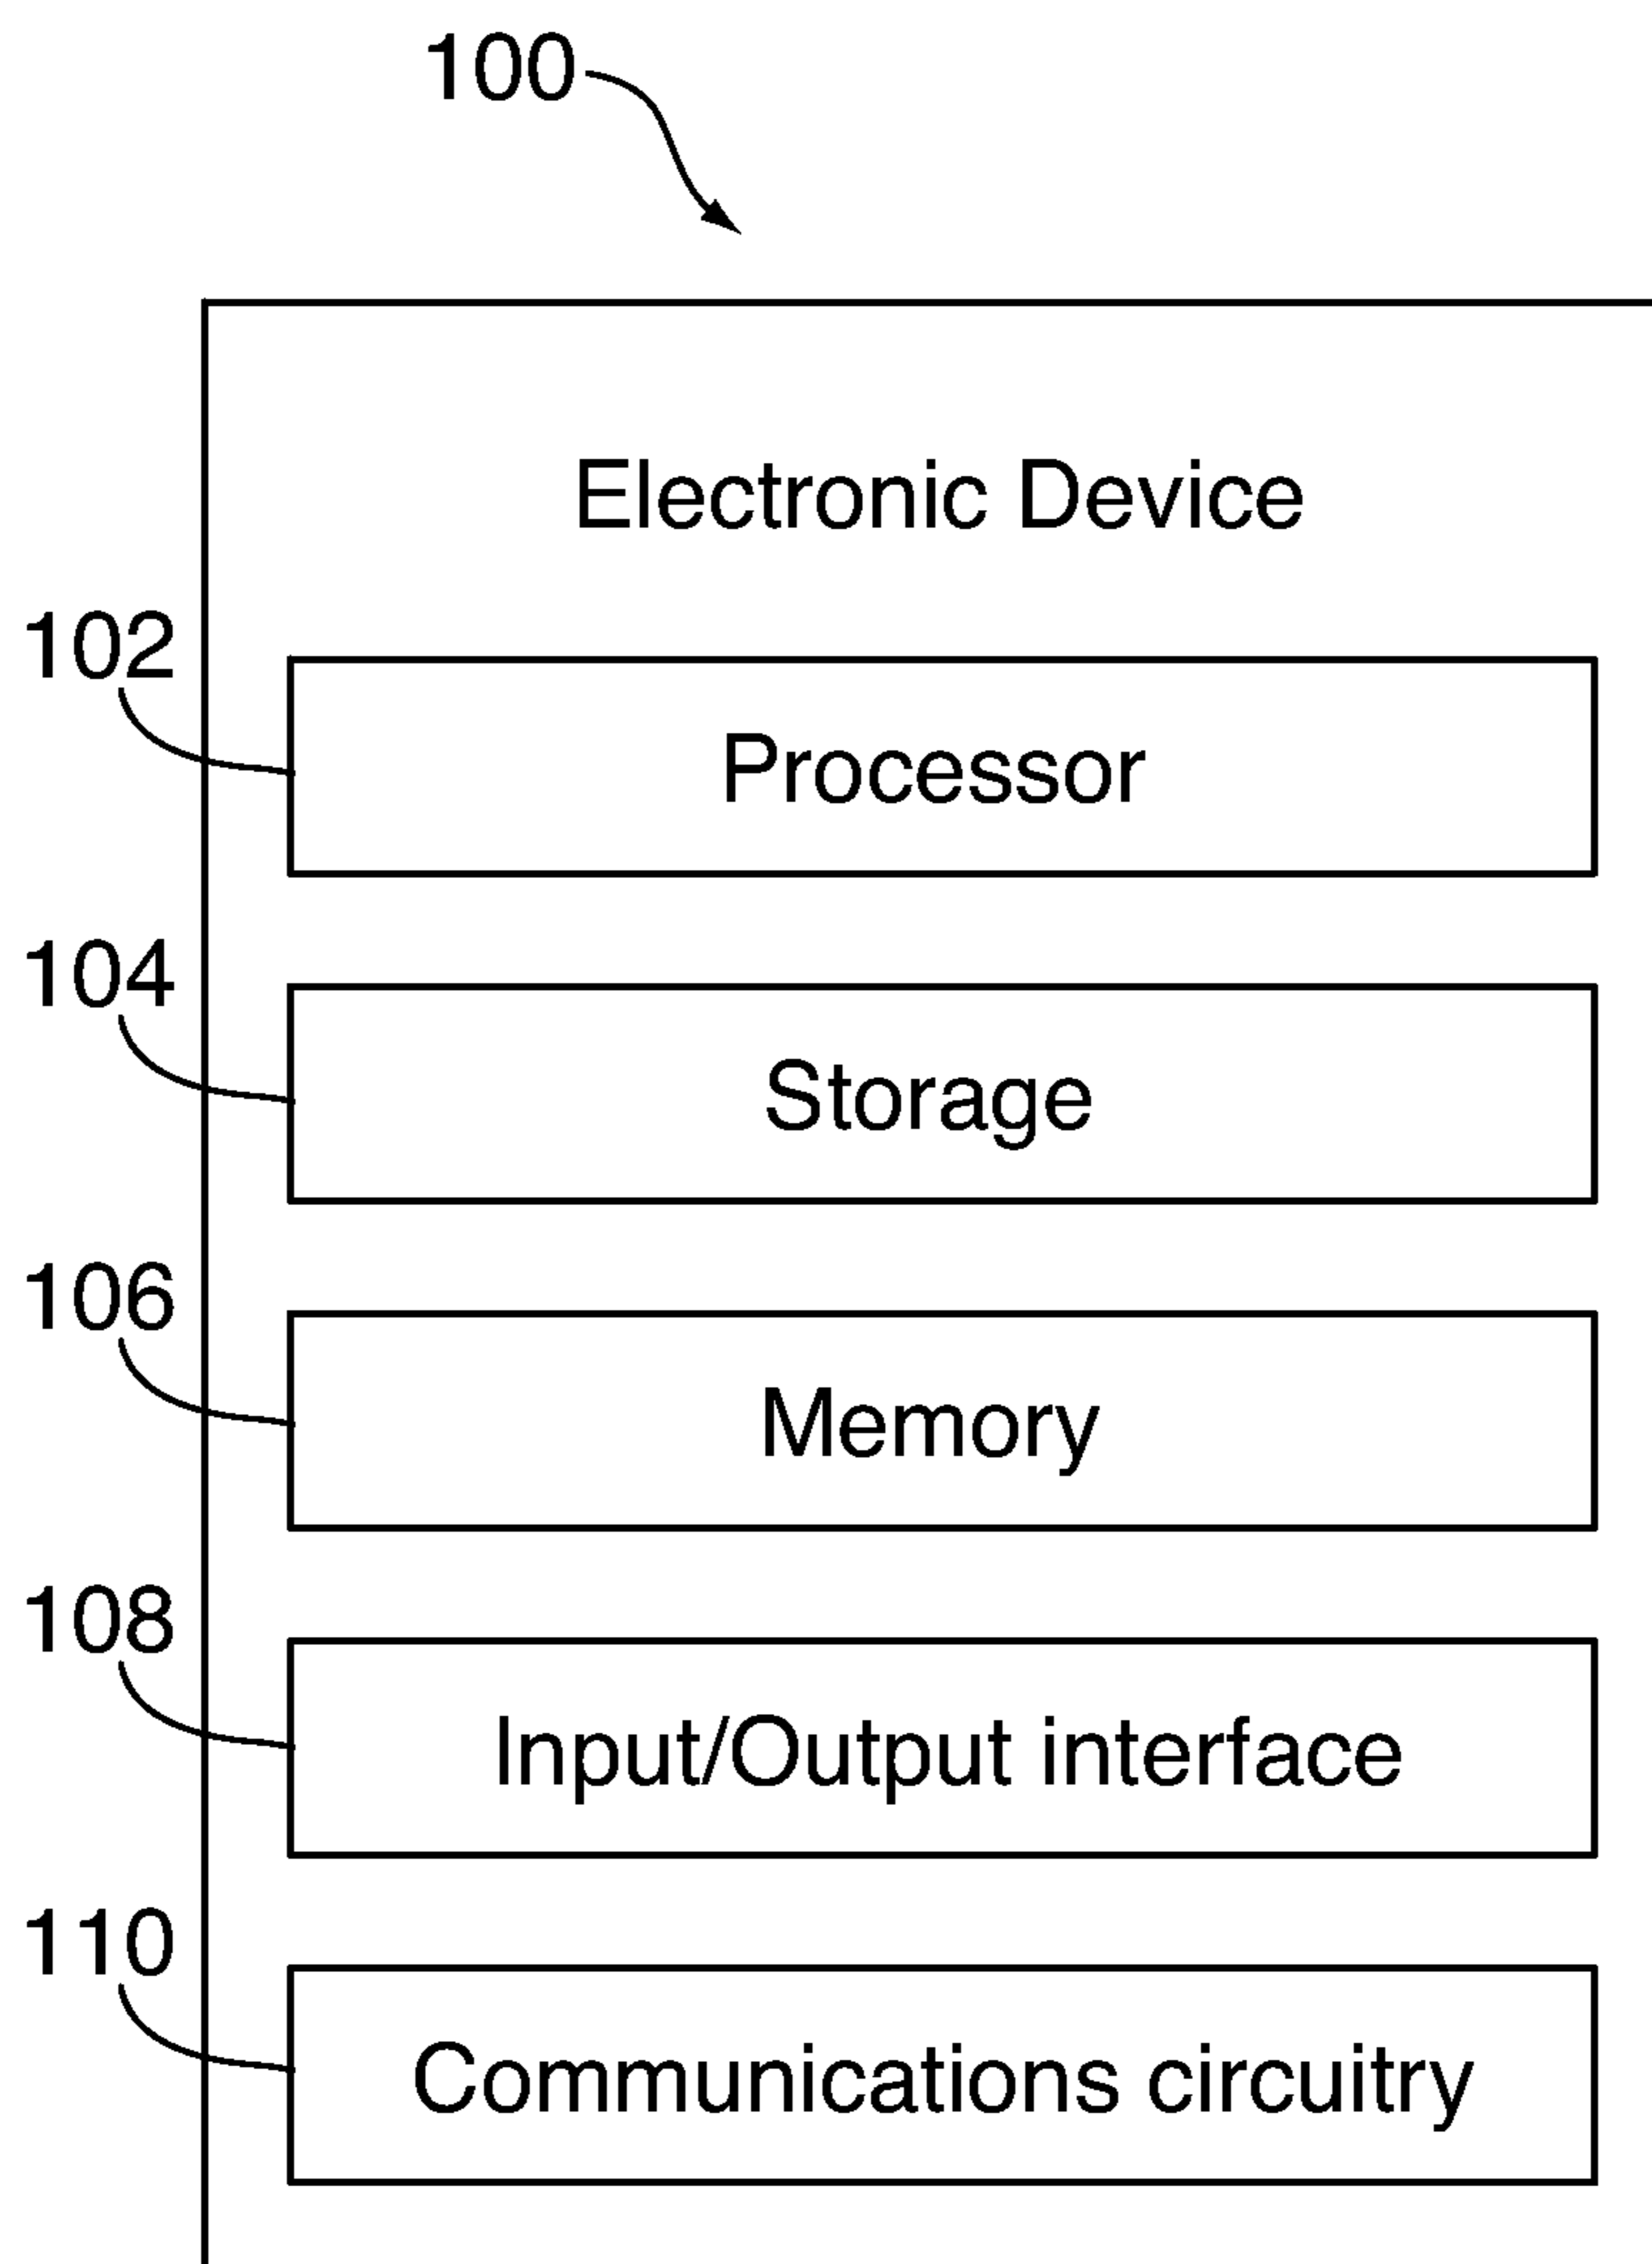 100
Electronic Device
102
Processor
104
Storage
106
Memory
108
Input/Output interface
110
Communications circuitry